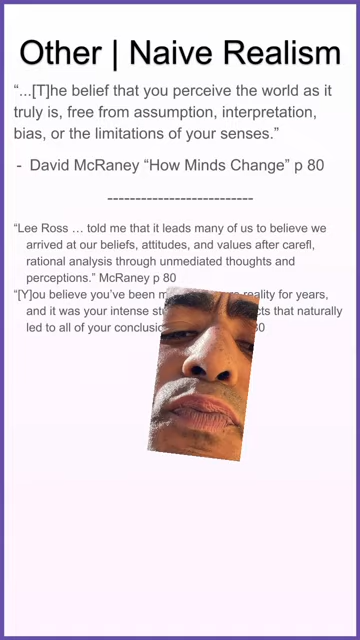 Other | Naive Realism
“...[T]he belief that you perceive the world as it
truly is, free from assumption, interpretation,
bias, or the limitations of your senses.”
- David McRaney “How Minds Change” p 80
---------------------------
“Lee Ross … told me that it leads many of us to believe we
arrived at our beliefs, attitudes, and values after carefl,
rational analysis through unmediated thoughts and
perceptions.” McRaney p 80
“[Y]ou believe you’ve been reality for years,
and it was your intense that naturally
led to all of your